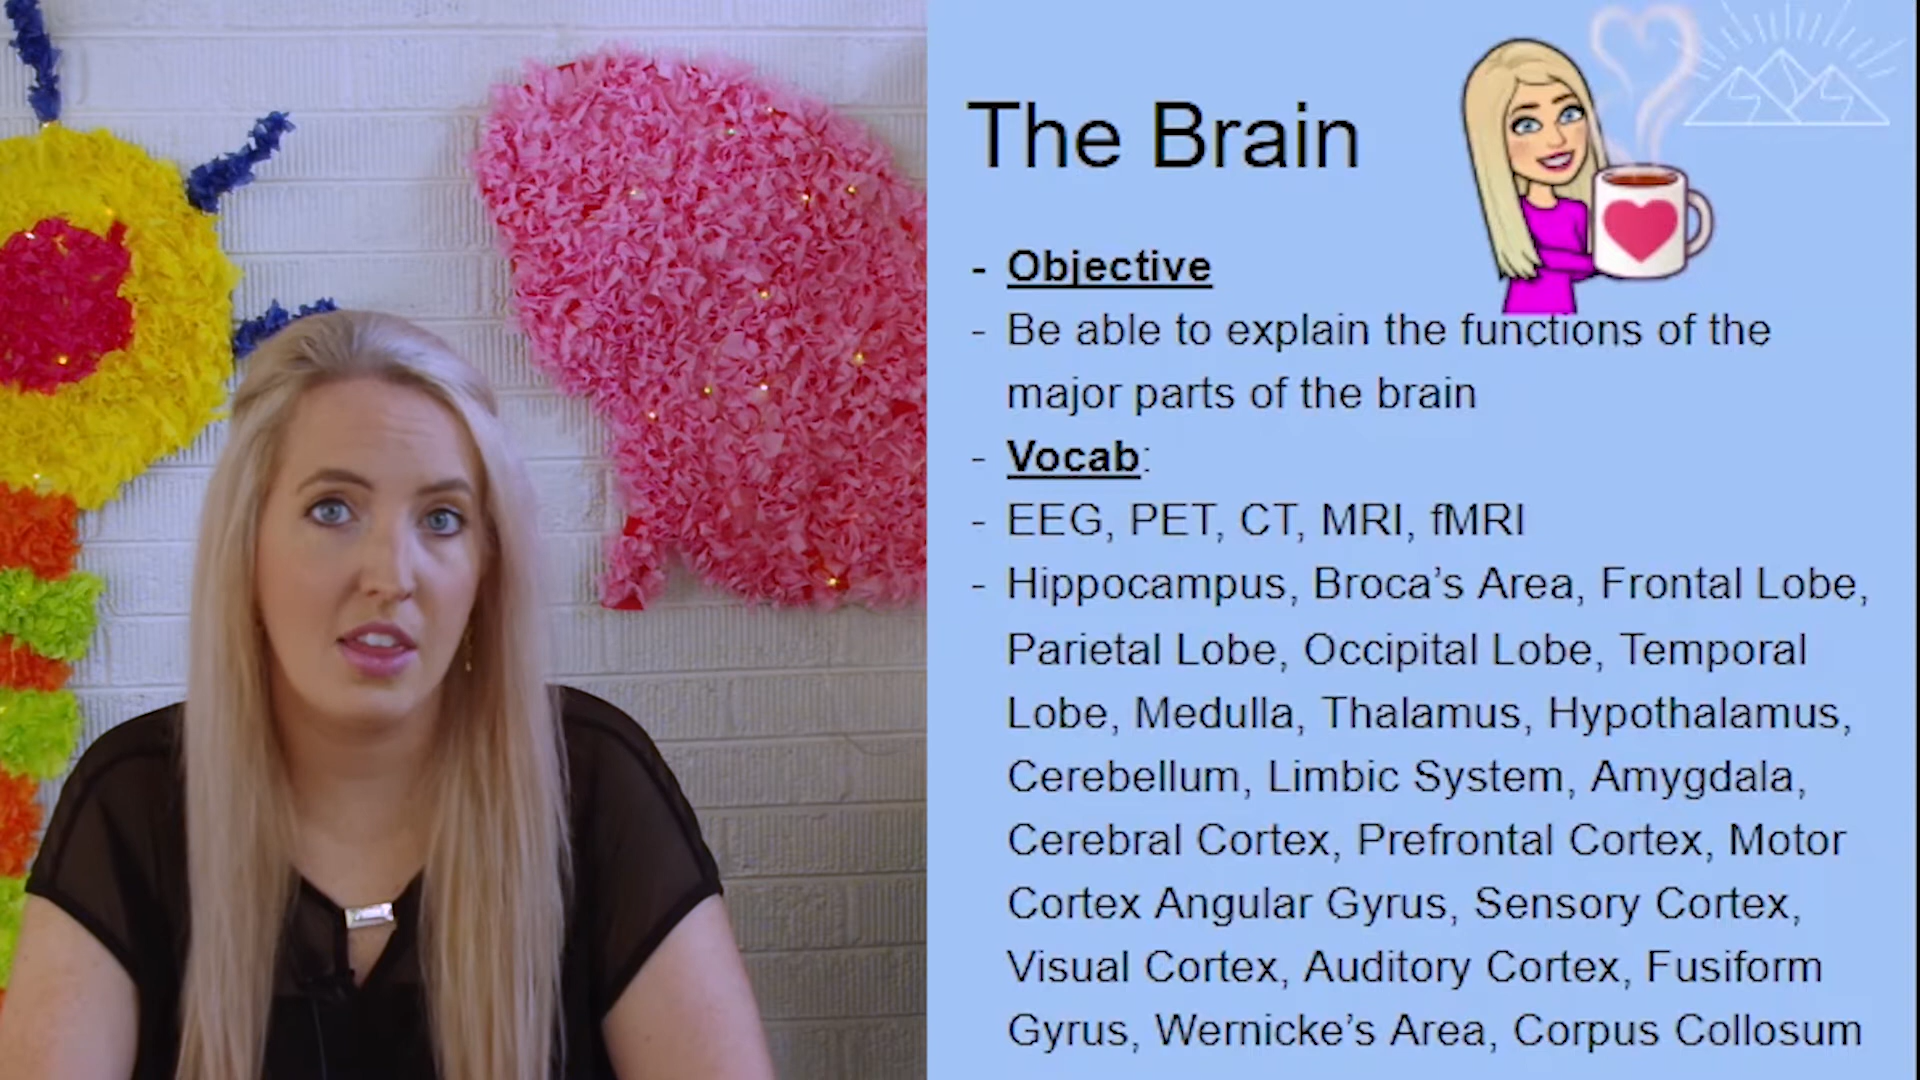 The Brain
- Objective
- Be able to explain the functions of the
major parts of the brain
- Vocab:
- EEG, PET, CT, MRI, fMRI
- Hippocampus, Broca’s Area, Frontal Lobe,
Parietal Lobe, Occipital Lobe, Temporal
Lobe, Medulla, Thalamus, Hypothalamus,
Cerebellum, Limbic System, Amygdala,
Cerebral Cortex, Prefrontal Cortex, Motor
Cortex Angular Gyrus, Sensory Cortex,
Visual Cortex, Auditory Cortex, Fusiform
Gyrus, Wernicke’s Area, Corpus Collosum